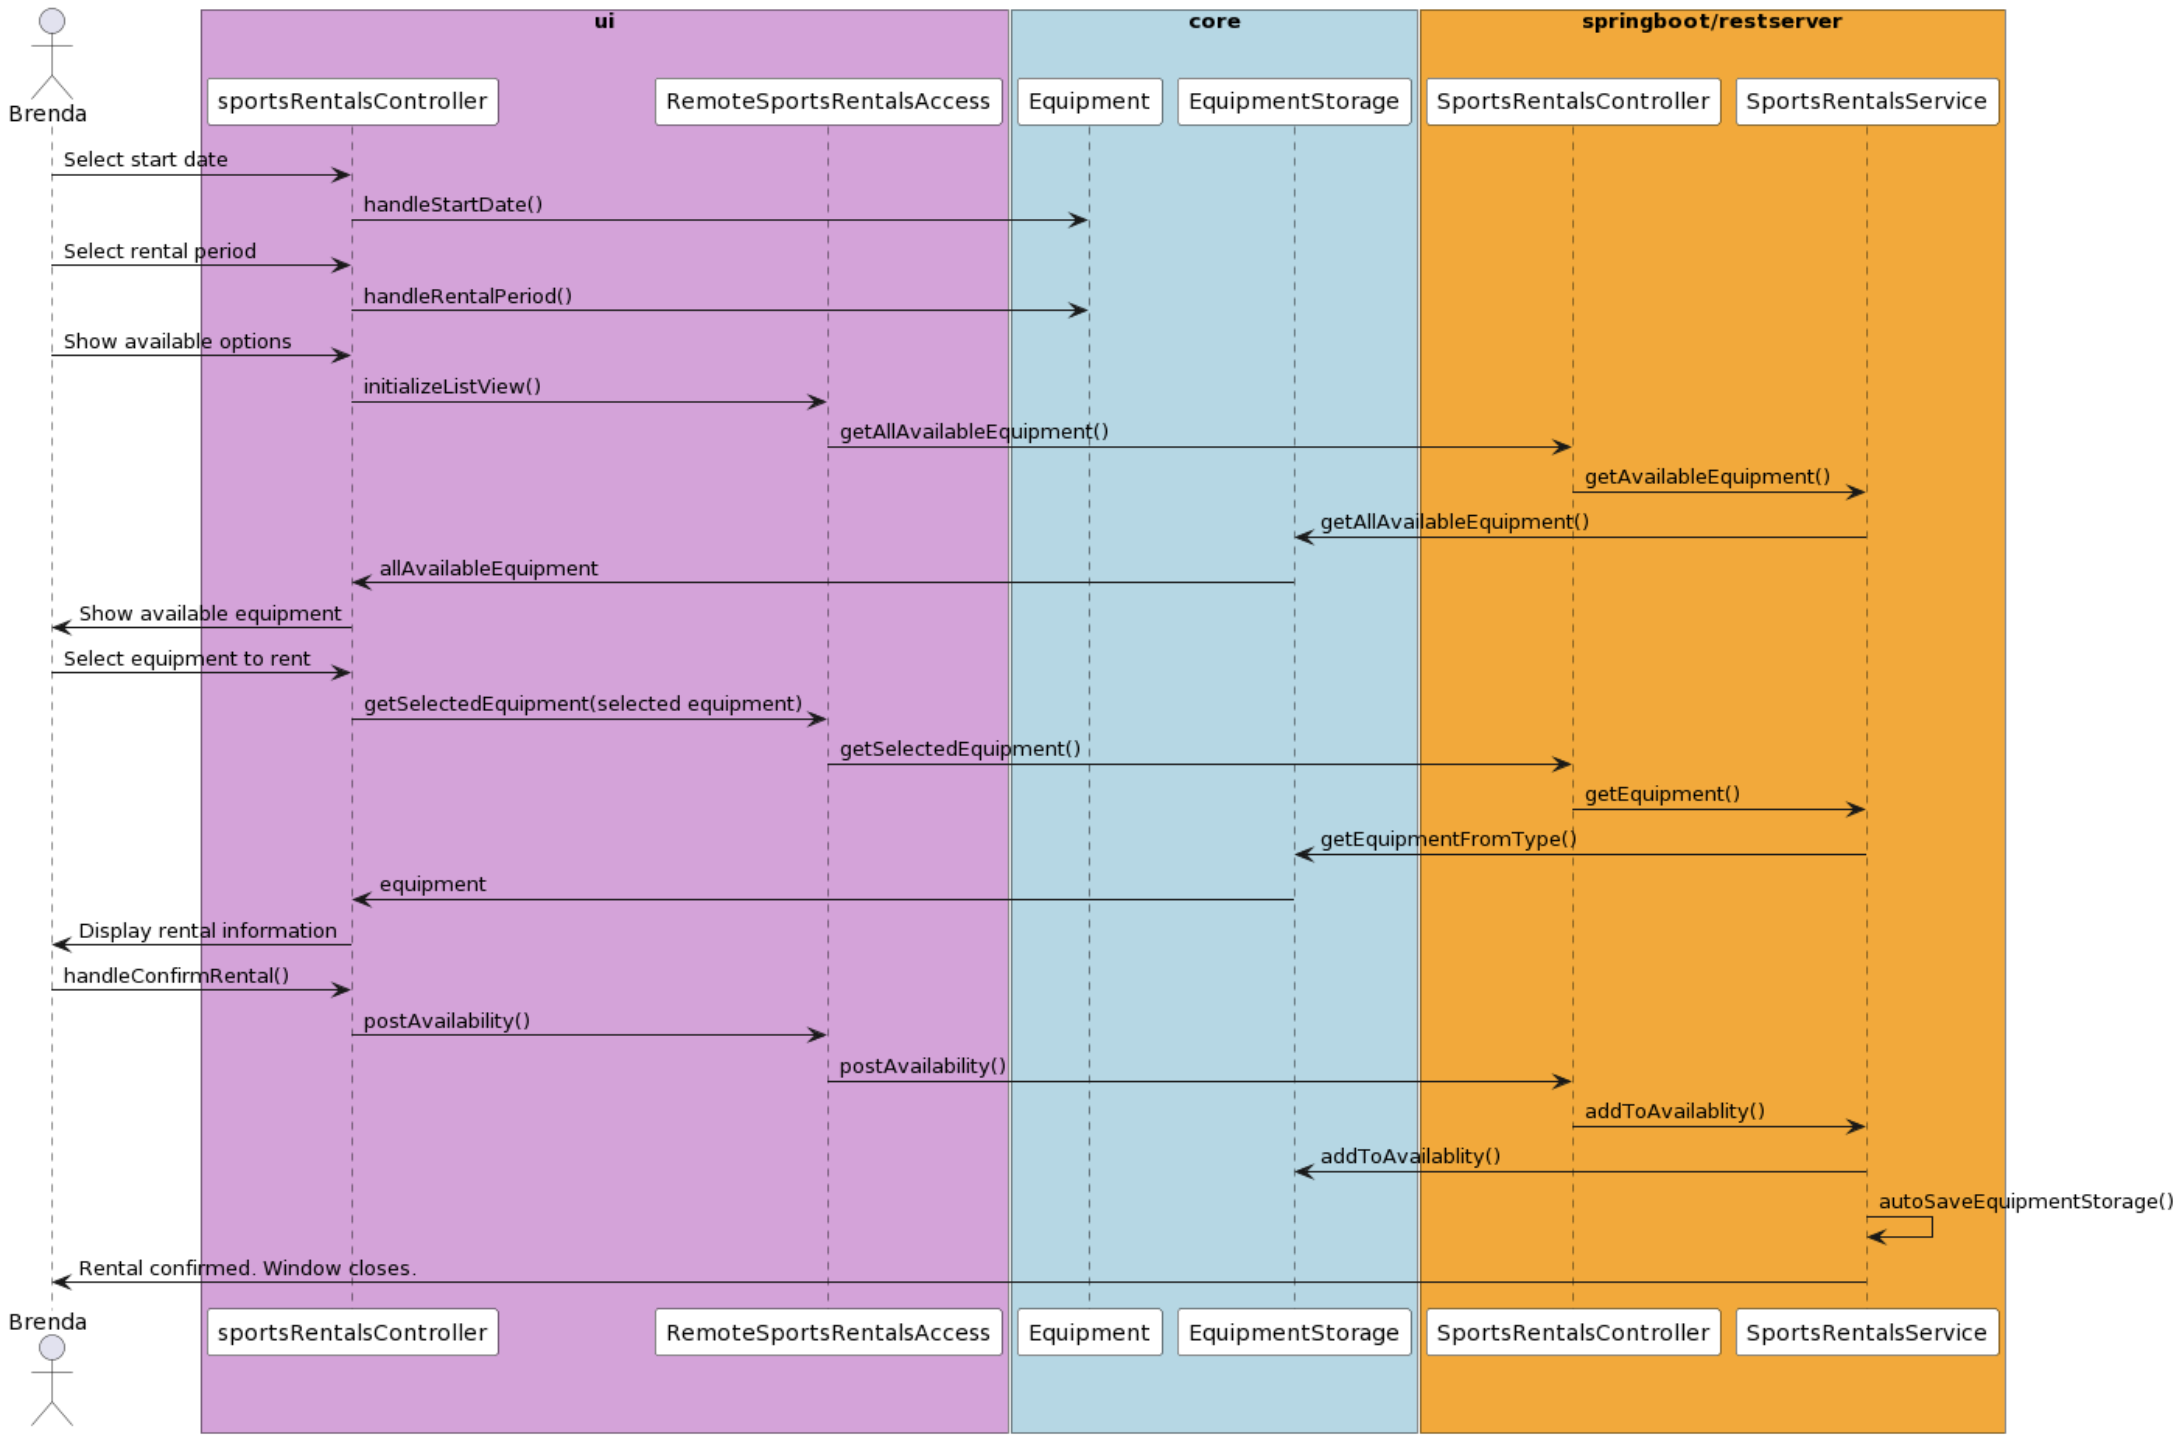 ui
core
springboot/restserver
Brenda
sportsRentalsController
RemoteSportsRentalsAccess
Equipment
EquipmentStorage
SportsRentalsController
SportsRentalsService
Select start date
handleStartDate()
Select rental period
handleRentalPeriod()
Show available options
initializeListView()
getAllAvailableEquipment()
getAvailableEquipment()
getAllAvailableEquipment()
allAvailableEquipment
Show available equipment
Select equipment to rent
getSelectedEquipment(selected equipment)
getSelectedEquipment()
getEquipment()
getEquipmentFromType()
equipment
Display rental information
handleConfirmRental()
postAvailability()
postAvailability()
addToAvailablity()
addToAvailablity()
autoSaveEquipmentStorage()
Rental confirmed. Window closes.
Brenda
sportsRentalsController
RemoteSportsRentalsAccess
Equipment
EquipmentStorage
SportsRentalsController
SportsRentalsService